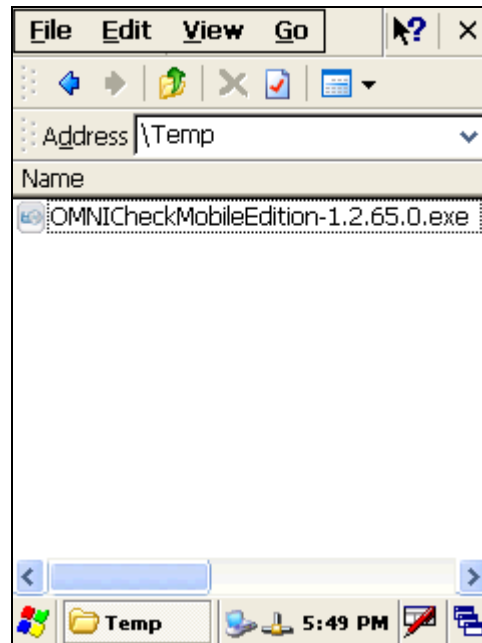 File Edit View Go ?
Address \Temp
Name
OMNICheckMobileEdition-1.2.65.0.exe
Temp 5:49 PM